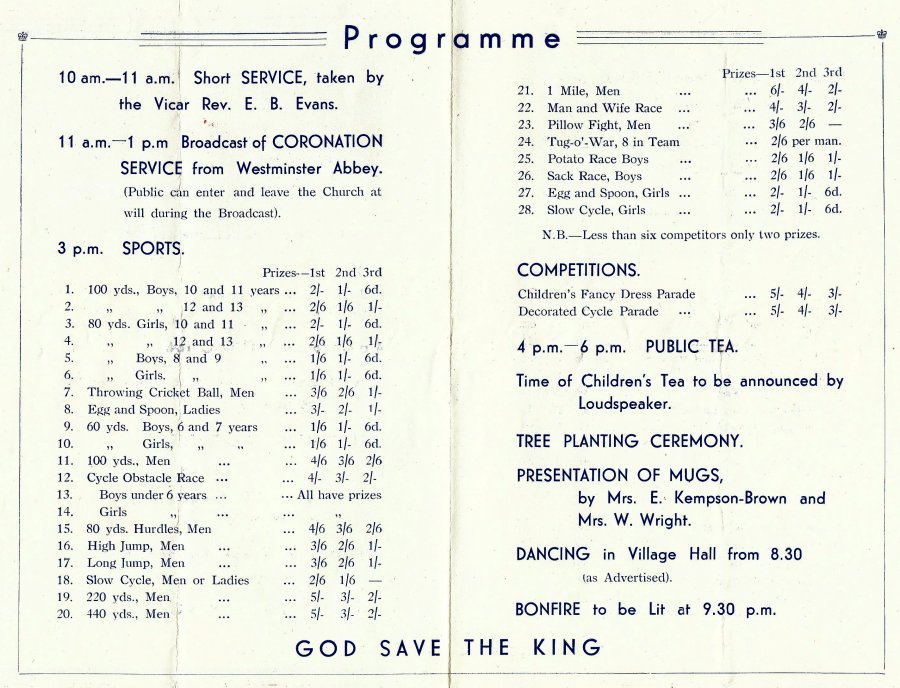 Programme
10 am.—11 a.m. Short SERVICE, taken by
the Vicar Rev. E. B. Evans.
11 a.m.—1 p.m Broadcast of CORONATION
SERVICE from Westminster Abbey.
(Public can enter and leave the Church at
will during the Broadcast).
3 p.m. SPORTS.
Prizes--1st 2nd 3rd
1. 100 yds., Boys, 10 and 11 years ... 2/- 1/- 6d.
2. „ „ 12 and 13 „ ... 2/6 1/6 1/-
3. 80 yds. Girls, 10 and 11 „ ... 2/- 1/- 6d.
4. „ „ 12 and 13 „ ... 2/6 1/6 1/-
5. „ Boys, 8 and 9 „ ... 1/6 1/- 6d.
6. „ Girls. „ „ ... 1/6 1/- 6d.
7. Throwing Cricket Ball, Men ... 3/6 2/6 1/-
8. Egg and Spoon, Ladies ... 3/- 2/- 1/-
9. 60 yds. Boys, 6 and 7 years ... 1/6 1/- 6d.
10. „ Girls, „ „ ... 1/6 1/- 6d.
11. 100 yds., Men ... ... 4/6 3/6 2/6
12. Cycle Obstacle Race ... ... 4/- 3/- 2/-
13. Boys under 6 years ... ... All have prizes
14. Girls „ ... ... „
15. 80 yds. Hurdles, Men ... 4/6 3/6 2/6
16. High Jump, Men ... ... 3/6 2/6 1/-
17. Long Jump, Men ... ... 3/6 2/6 1/-
18. Slow Cycle, Men or Ladies ... 2/6 1/6 —
19. 220 yds., Men ... ... 5/- 3/- 2/-
20. 440 yds., Men ... ... 5/- 3/- 2/-
Prizes—1st 2nd 3rd
21. 1 Mile, Men ... ... 6/- 4/- 2/-
22. Man and Wife Race ... ... 4/- 3/- 2/-
23. Pillow Fight, Men ... ... 3/6 2/6 —
24. Tug-o'-War, 8 in Team ... 2/6 per man.
25. Potato Race Boys ... ... 2/6 1/6 1/-
26. Sack Race, Boys ... ... 2/6 1/6 1/-
27. Egg and Spoon, Girls ... ... 2/- 1/- 6d.
28. Slow Cycle, Girls ... ... 2/- 1/- 6d.
N.B.—Less than six competitors only two prizes.
COMPETITIONS.
Children's Fancy Dress Parade ... 5/- 4/- 3/-
Decorated Cycle Parade ... ... 5/- 4/- 3/-
4 p.m.—6 p.m. PUBLIC TEA.
Time of Children's Tea to be announced by
Loudspeaker.
TREE PLANTING CEREMONY.
PRESENTATION OF MUGS,
by Mrs. E. Kempson-Brown and
Mrs. W. Wright.
DANCING in Village Hall from 8.30
(as Advertised).
BONFIRE to be Lit at 9.30 p.m.
GOD SAVE THE KING